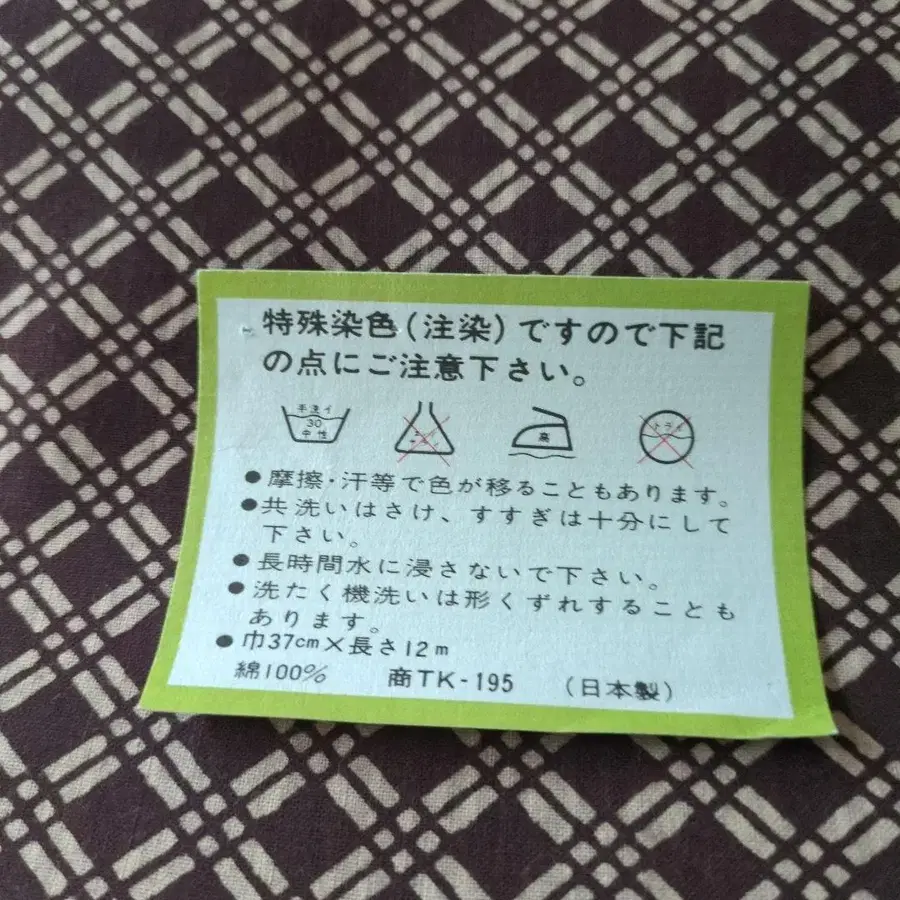 特殊染色(注染)ですので下記
の点にご注意下さい。
手洗イ
30
中性
高
●摩擦・汗等で色が移ることもあります。
●共洗いはさけ、すすぎは十分にして
下さい。
●長時間水に浸さないで下さい。
●洗たく機洗いは形くずれすることも
あります。
●巾37cm×長さ12m
綿100% 商TK-195 (日本製)